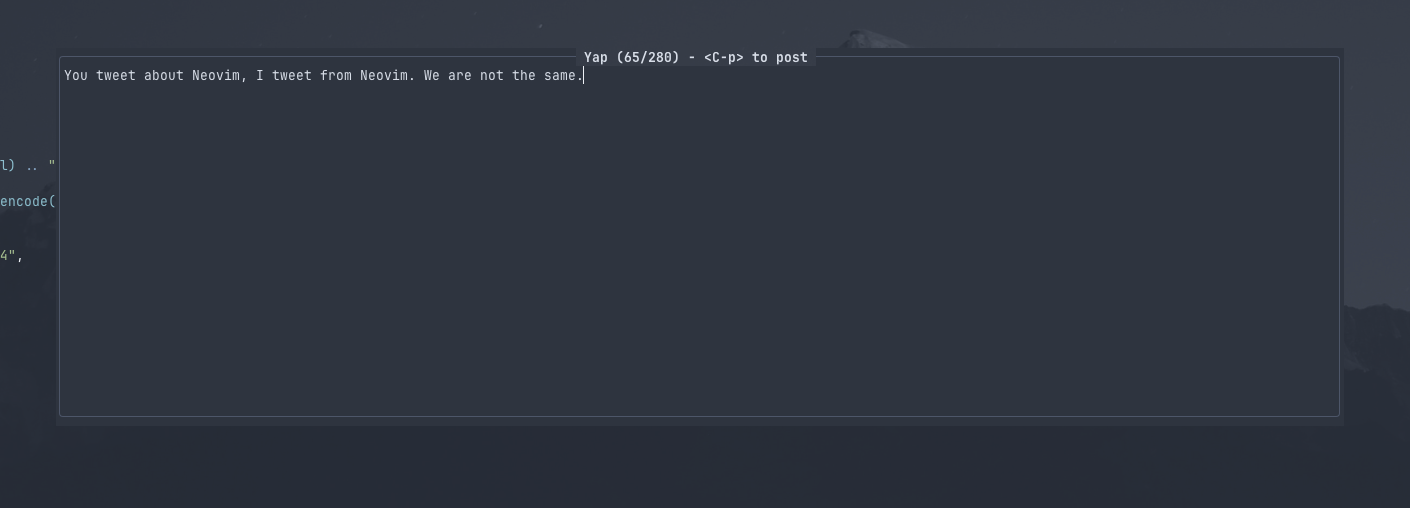 Yap (65/280) - <C-p> to post
You tweet about Neovim, I tweet from Neovim. We are not the same.
l) .. "
encode(
4",